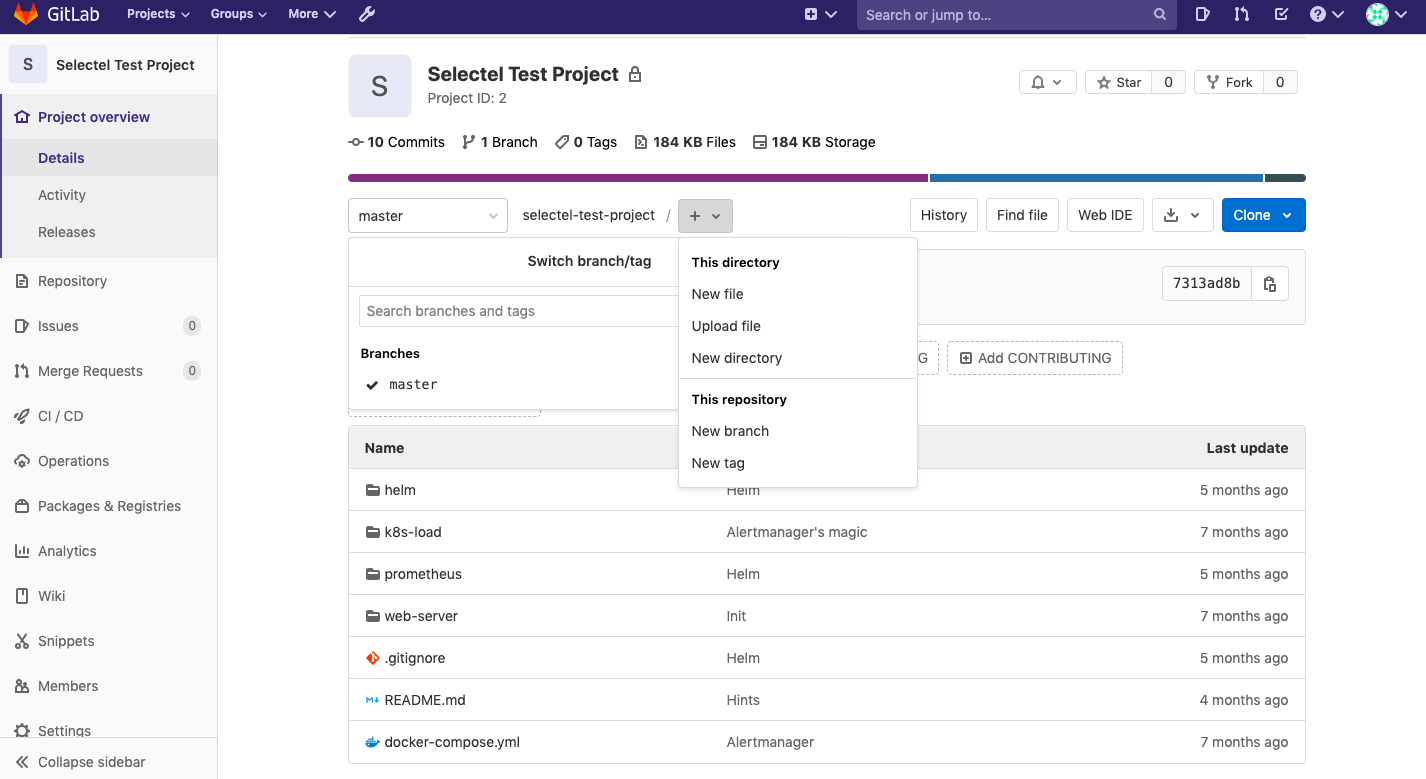 GitLab Projects Groups More Search or jump to...
S Selectel Test Project
Project overview
Details
Activity
Releases
Repository
Issues 0
Merge Requests 0
CI / CD
Operations
Packages & Registries
Analytics
Wiki
Snippets
Members
Settings
Collapse sidebar
S
Selectel Test Project
Project ID: 2
Star 0 Fork 0
10 Commits 1 Branch 0 Tags 184 KB Files 184 KB Storage
master selectel-test-project / + History Find file Web IDE Clone
Switch branch/tag
Search branches and tags
Branches
master
This directory
New file
Upload file
New directory
This repository
New branch
New tag
7313ad8b
G Add CONTRIBUTING
Name Last update
helm Helm 5 months ago
k8s-load Alertmanager's magic 7 months ago
prometheus Helm 5 months ago
web-server Init 7 months ago
.gitignore Helm 5 months ago
README.md Hints 4 months ago
docker-compose.yml Alertmanager 7 months ago